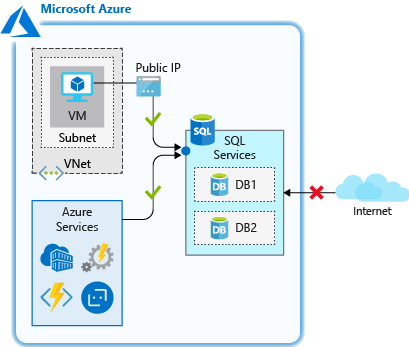 Microsoft Azure
Public IP
VM
Subnet
VNet
SQL
SQL
Services
DB
DB1
DB
DB2
Azure
Services
Internet